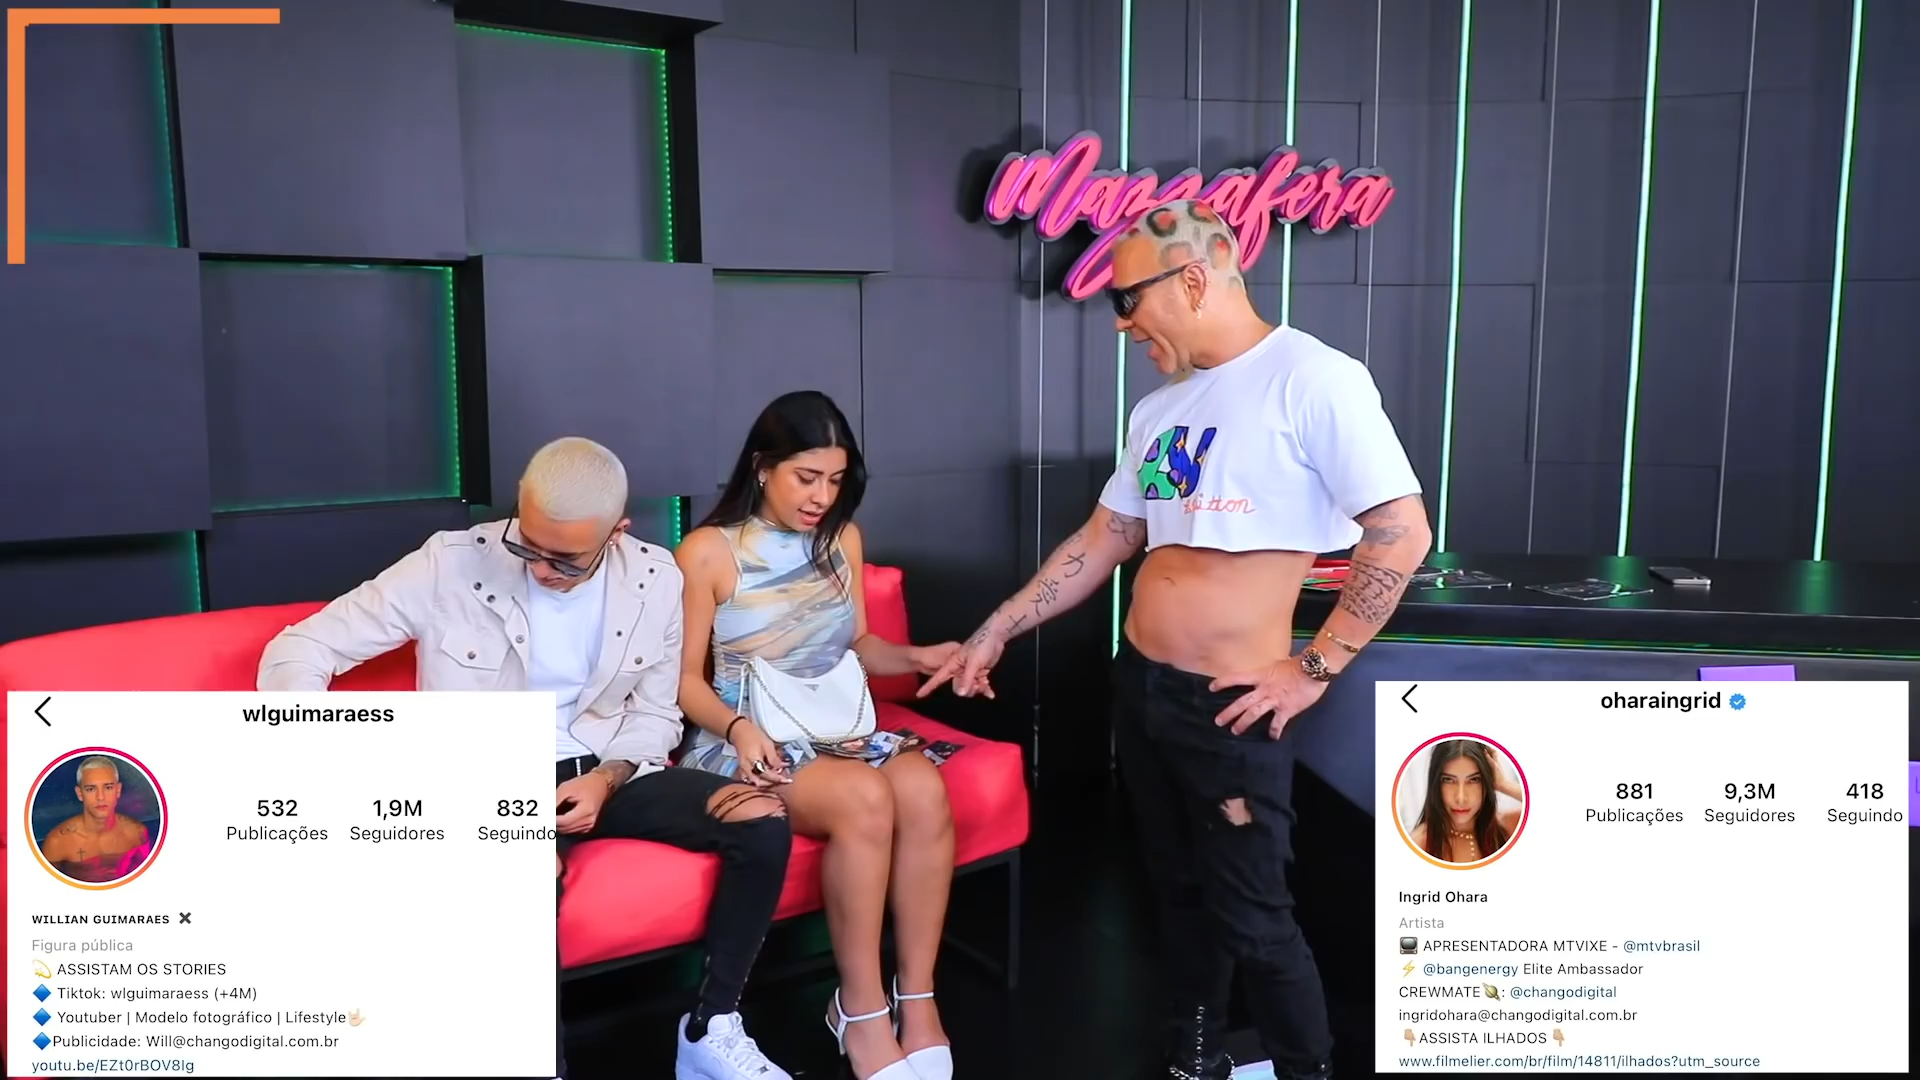 Mazzafera
LV
Vuitton
wlguimaraess
532
1,9M
832
Publicações
Seguidores
Seguindo
WILLIAN GUIMARAES ✖
Figura pública
💫 ASSISTAM OS STORIES
🔷 Tiktok: wlguimaraess (+4M)
🔷 Youtuber | Modelo fotográfico | Lifestyle🤟🏻
🔷Publicidade: Will@changodigital.com.br
youtu.be/EZt0rBOV8Ig
oharaingrid
881
9,3M
418
Publicações
Seguidores
Seguindo
Ingrid Ohara
Artista
📺 APRESENTADORA MTVIXE - @mtvbrasil
⚡ @bangenergy Elite Ambassador
CREWMATE🪐: @changodigital
ingridohara@changodigital.com.br
👇🏼ASSISTA ILHADOS👇🏼
www.filmelier.com/br/film/14811/ilhados?utm_source